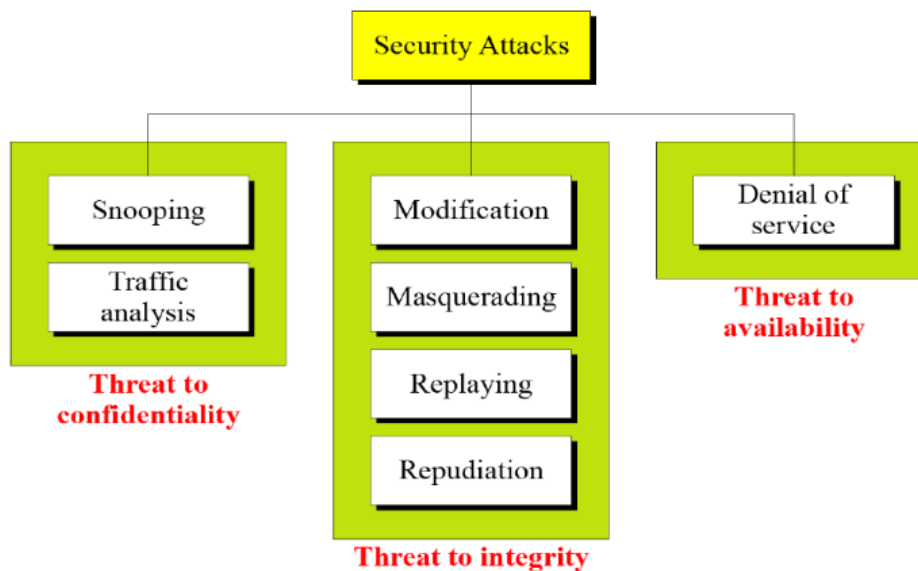 Security Attacks
Snooping
Traffic
analysis
Threat to
confidentiality
Modification
Masquerading
Replaying
Repudiation
Threat to integrity
Denial of
service
Threat to
availability